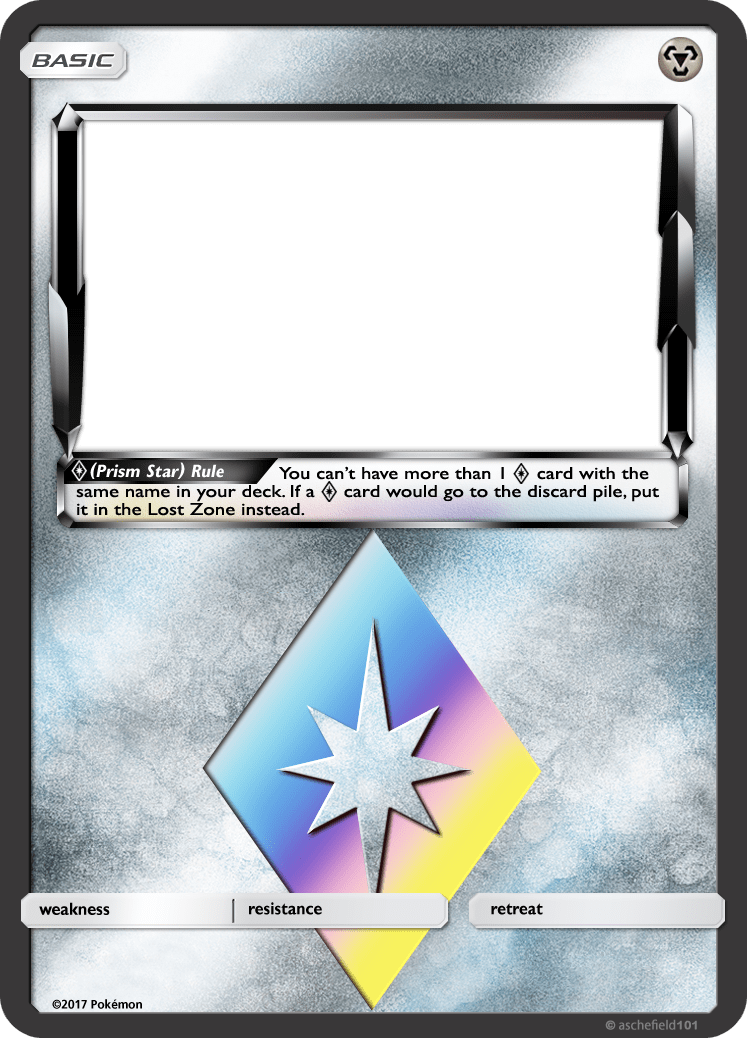 BASIC
(Prism Star) Rule You can't have more than 1 card with the
same name in your deck. If a card would go to the discard pile, put
it in the Lost Zone instead.
weakness resistance retreat
©2017 Pokémon
© aschefield101